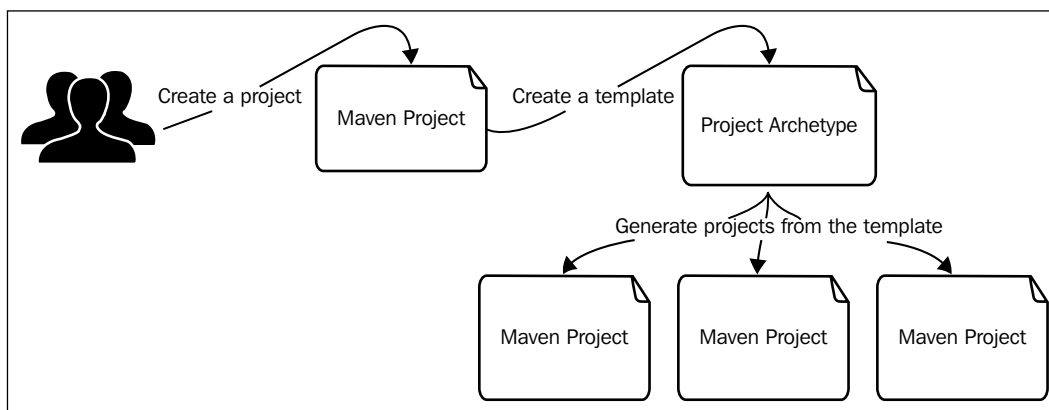 Create a project
Maven Project
Create a template
Project Archetype
Generate projects from the template
Maven Project
Maven Project
Maven Project